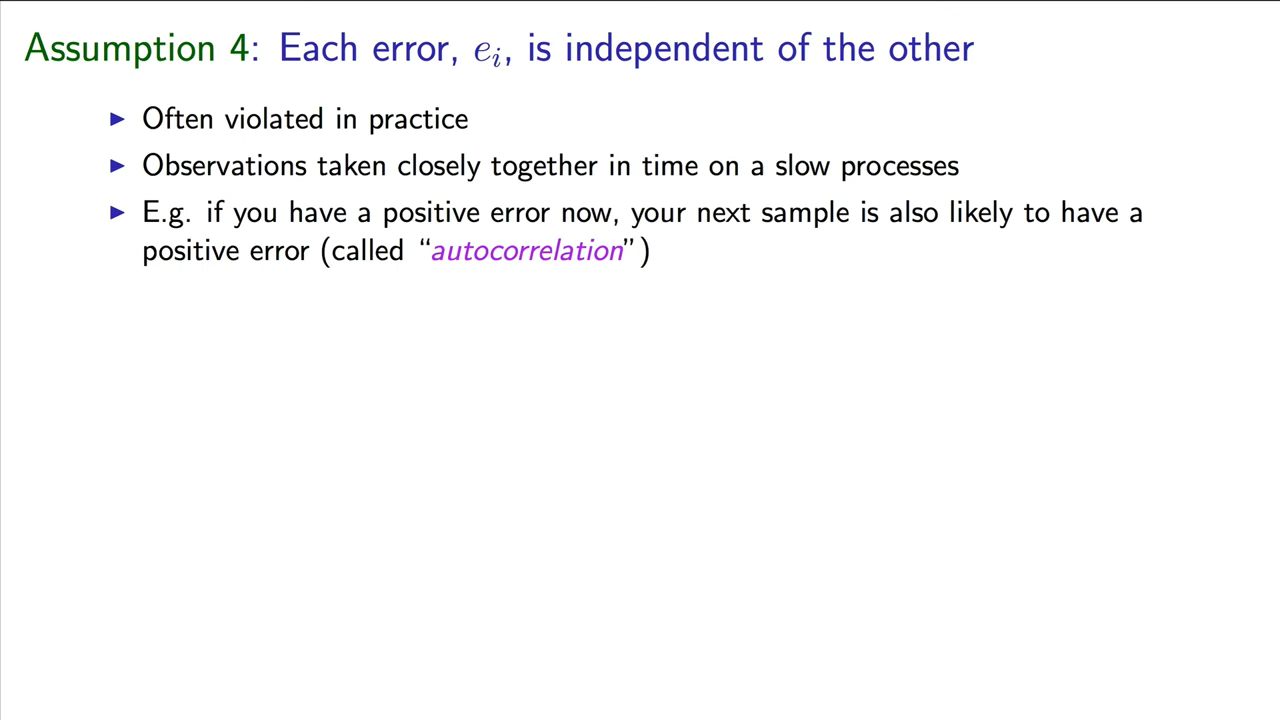 Assumption 4: Each error, eᵢ, is independent of the other
▶ Often violated in practice
▶ Observations taken closely together in time on a slow processes
▶ E.g. if you have a positive error now, your next sample is also likely to have a
positive error (called “autocorrelation”)